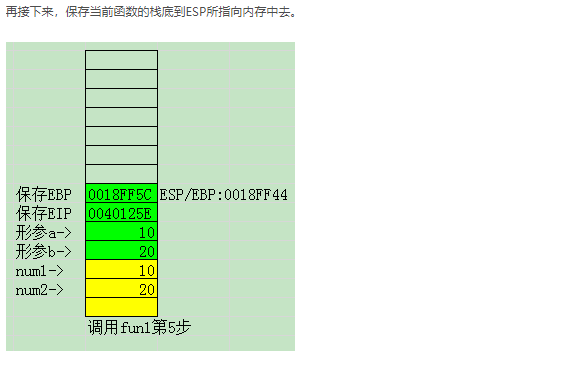 再接下来，保存当前函数的栈底到ESP所指向内存中去。
保存EBP 0018FF5C ESP/EBP:0018FF44
保存EIP 0040125E
形参a-> 10
形参b-> 20
num1-> 10
num2-> 20
调用fun1第5步